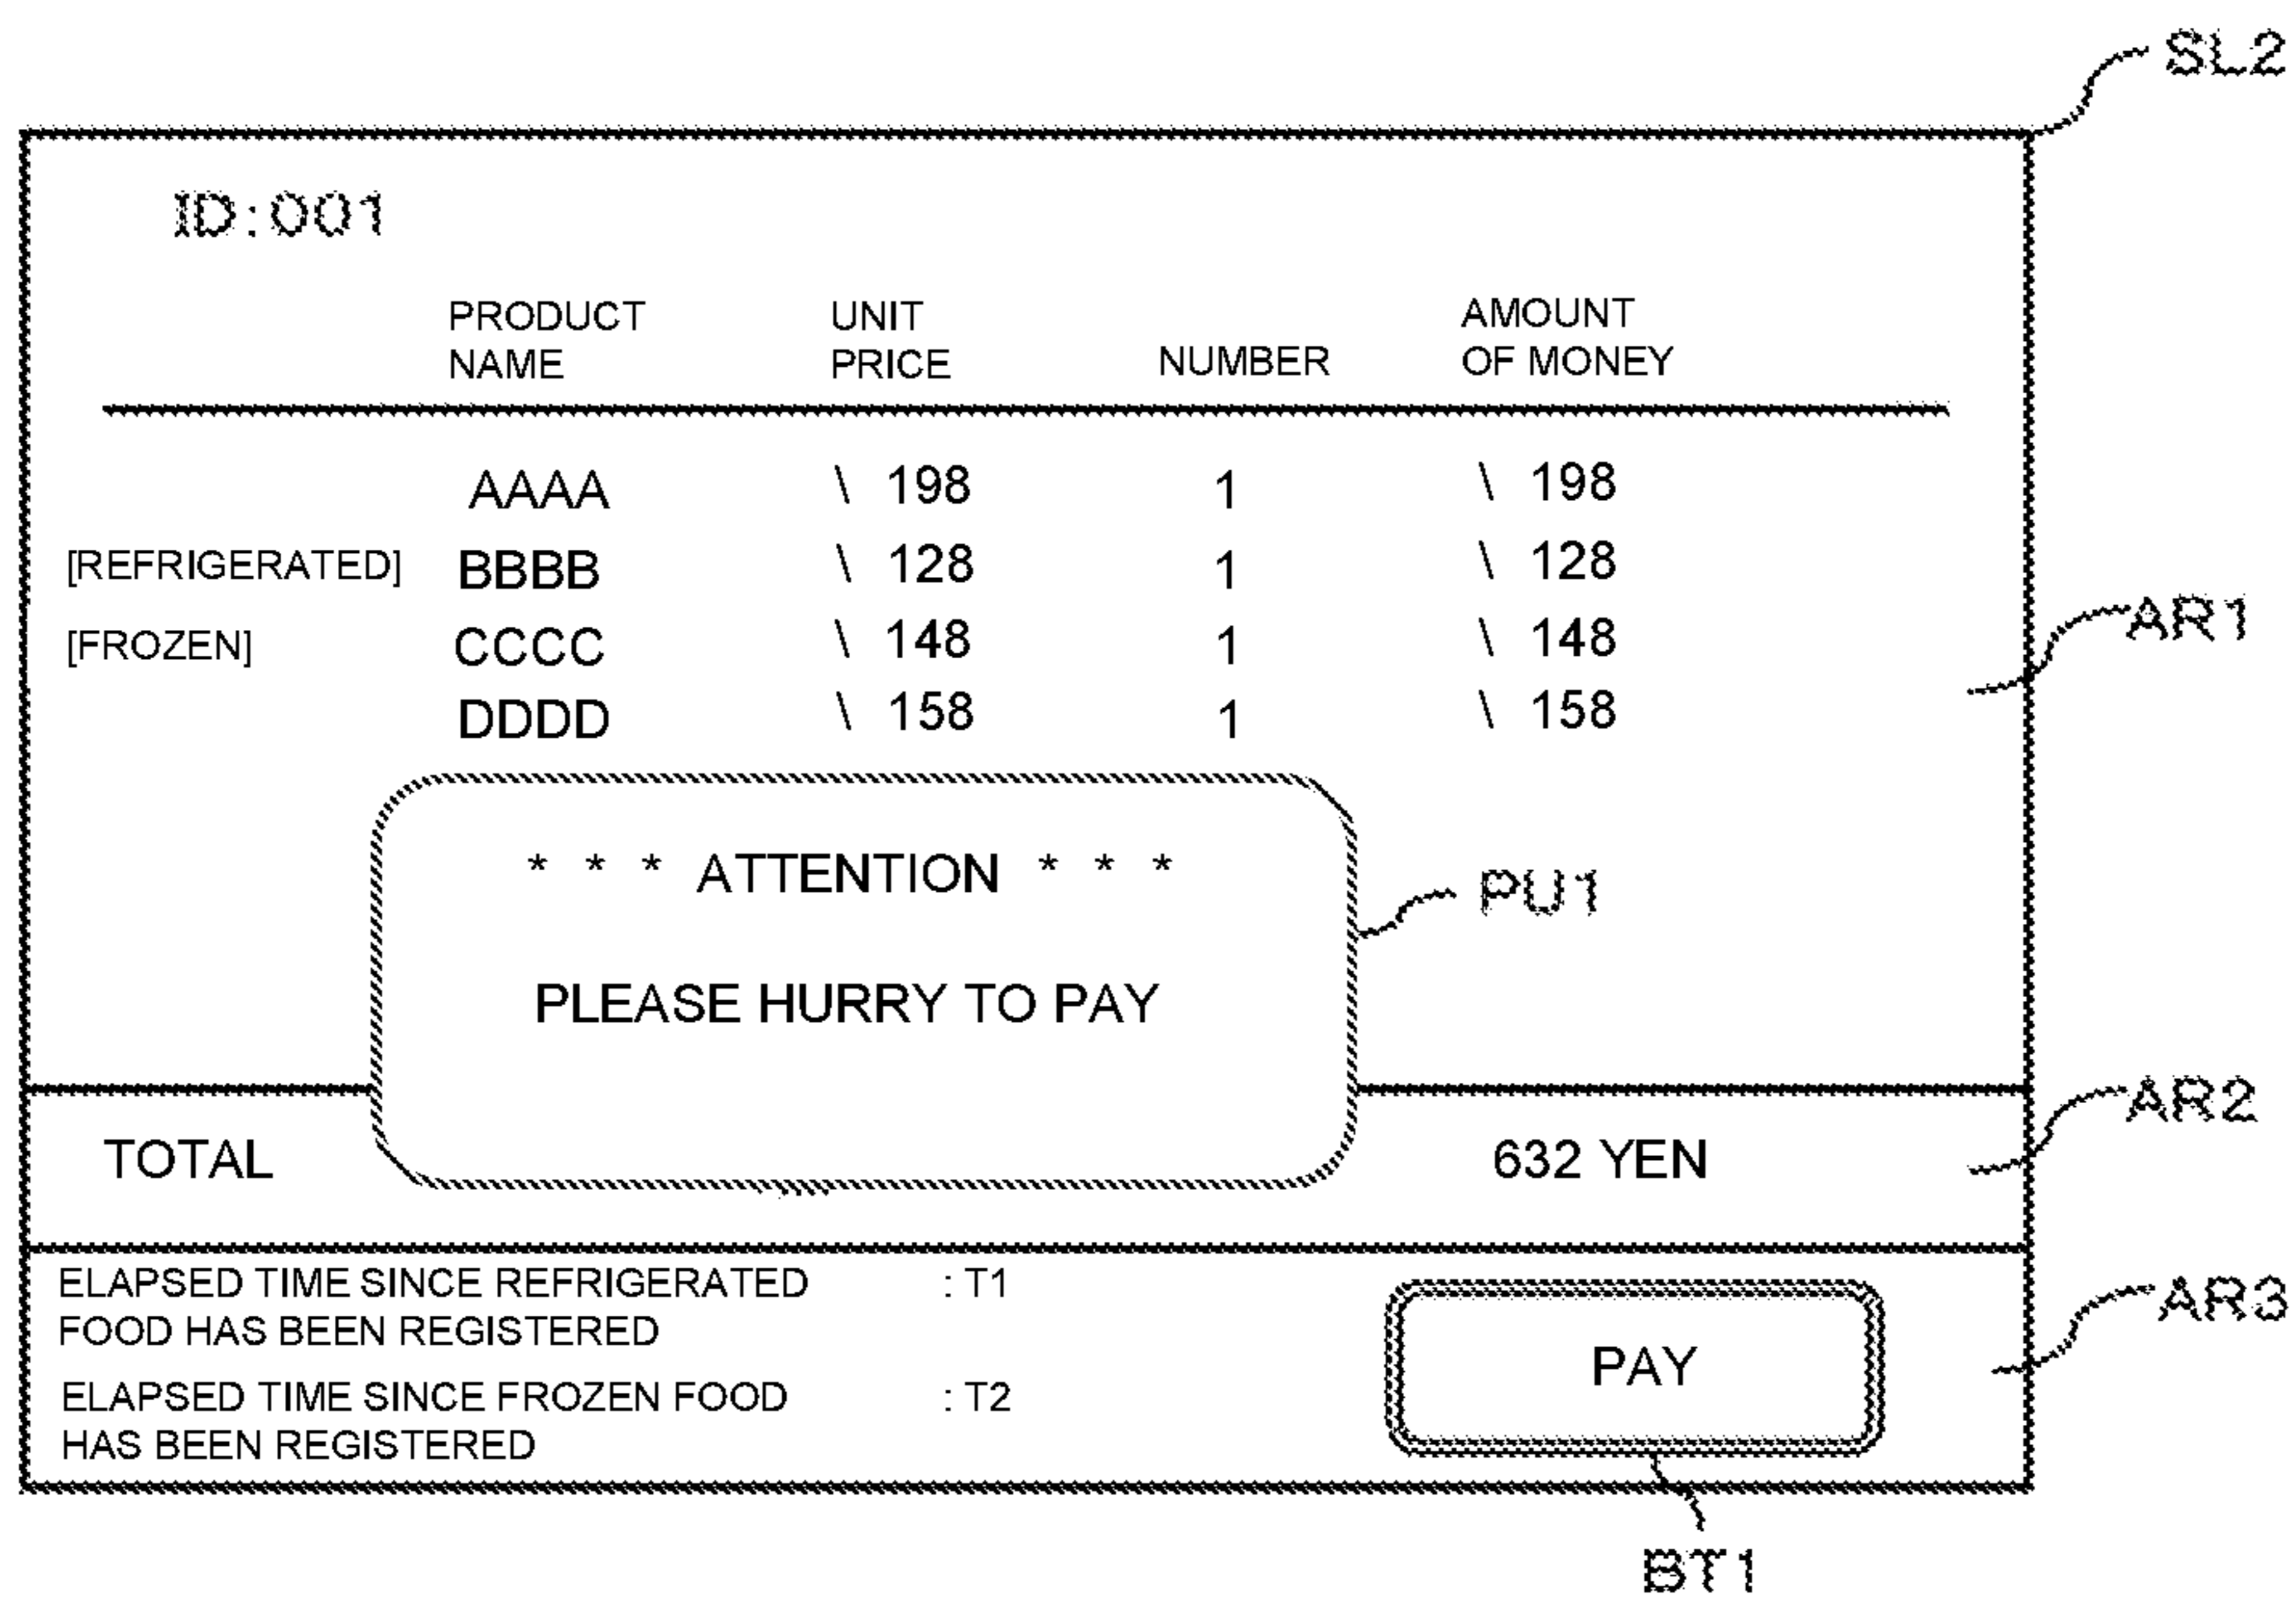 SL2
ID:001
PRODUCT NAME UNIT PRICE NUMBER AMOUNT OF MONEY
AAAA \ 198 1 \ 198
[REFRIGERATED] BBBB \ 128 1 \ 128
[FROZEN] CCCC \ 148 1 \ 148
AR1
DDDD \ 158 1 \ 158
* * * ATTENTION * * *
PU1
PLEASE HURRY TO PAY
AR2
TOTAL 632 YEN
ELAPSED TIME SINCE REFRIGERATED : T1
FOOD HAS BEEN REGISTERED
AR3
PAY
ELAPSED TIME SINCE FROZEN FOOD : T2
HAS BEEN REGISTERED
BT1